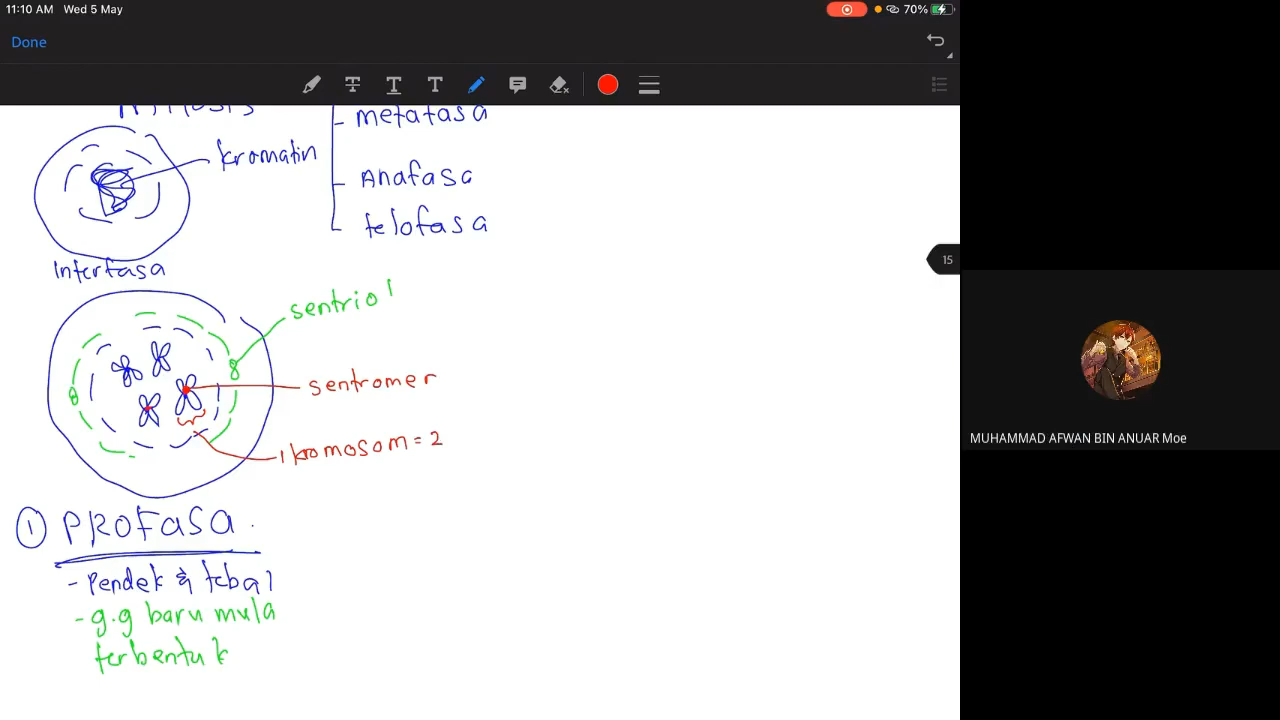 11:10 AM Wed 5 May
70%
Done
T T T
metafasa
kromatin
Anafasa
telofasa
15
Interfasa
sentriol
sentromer
1 kromosom = 2
① PROFASA
- Pendek & tebal
- g.g baru mula
terbentuk
MUHAMMAD AFWAN BIN ANUAR Moe